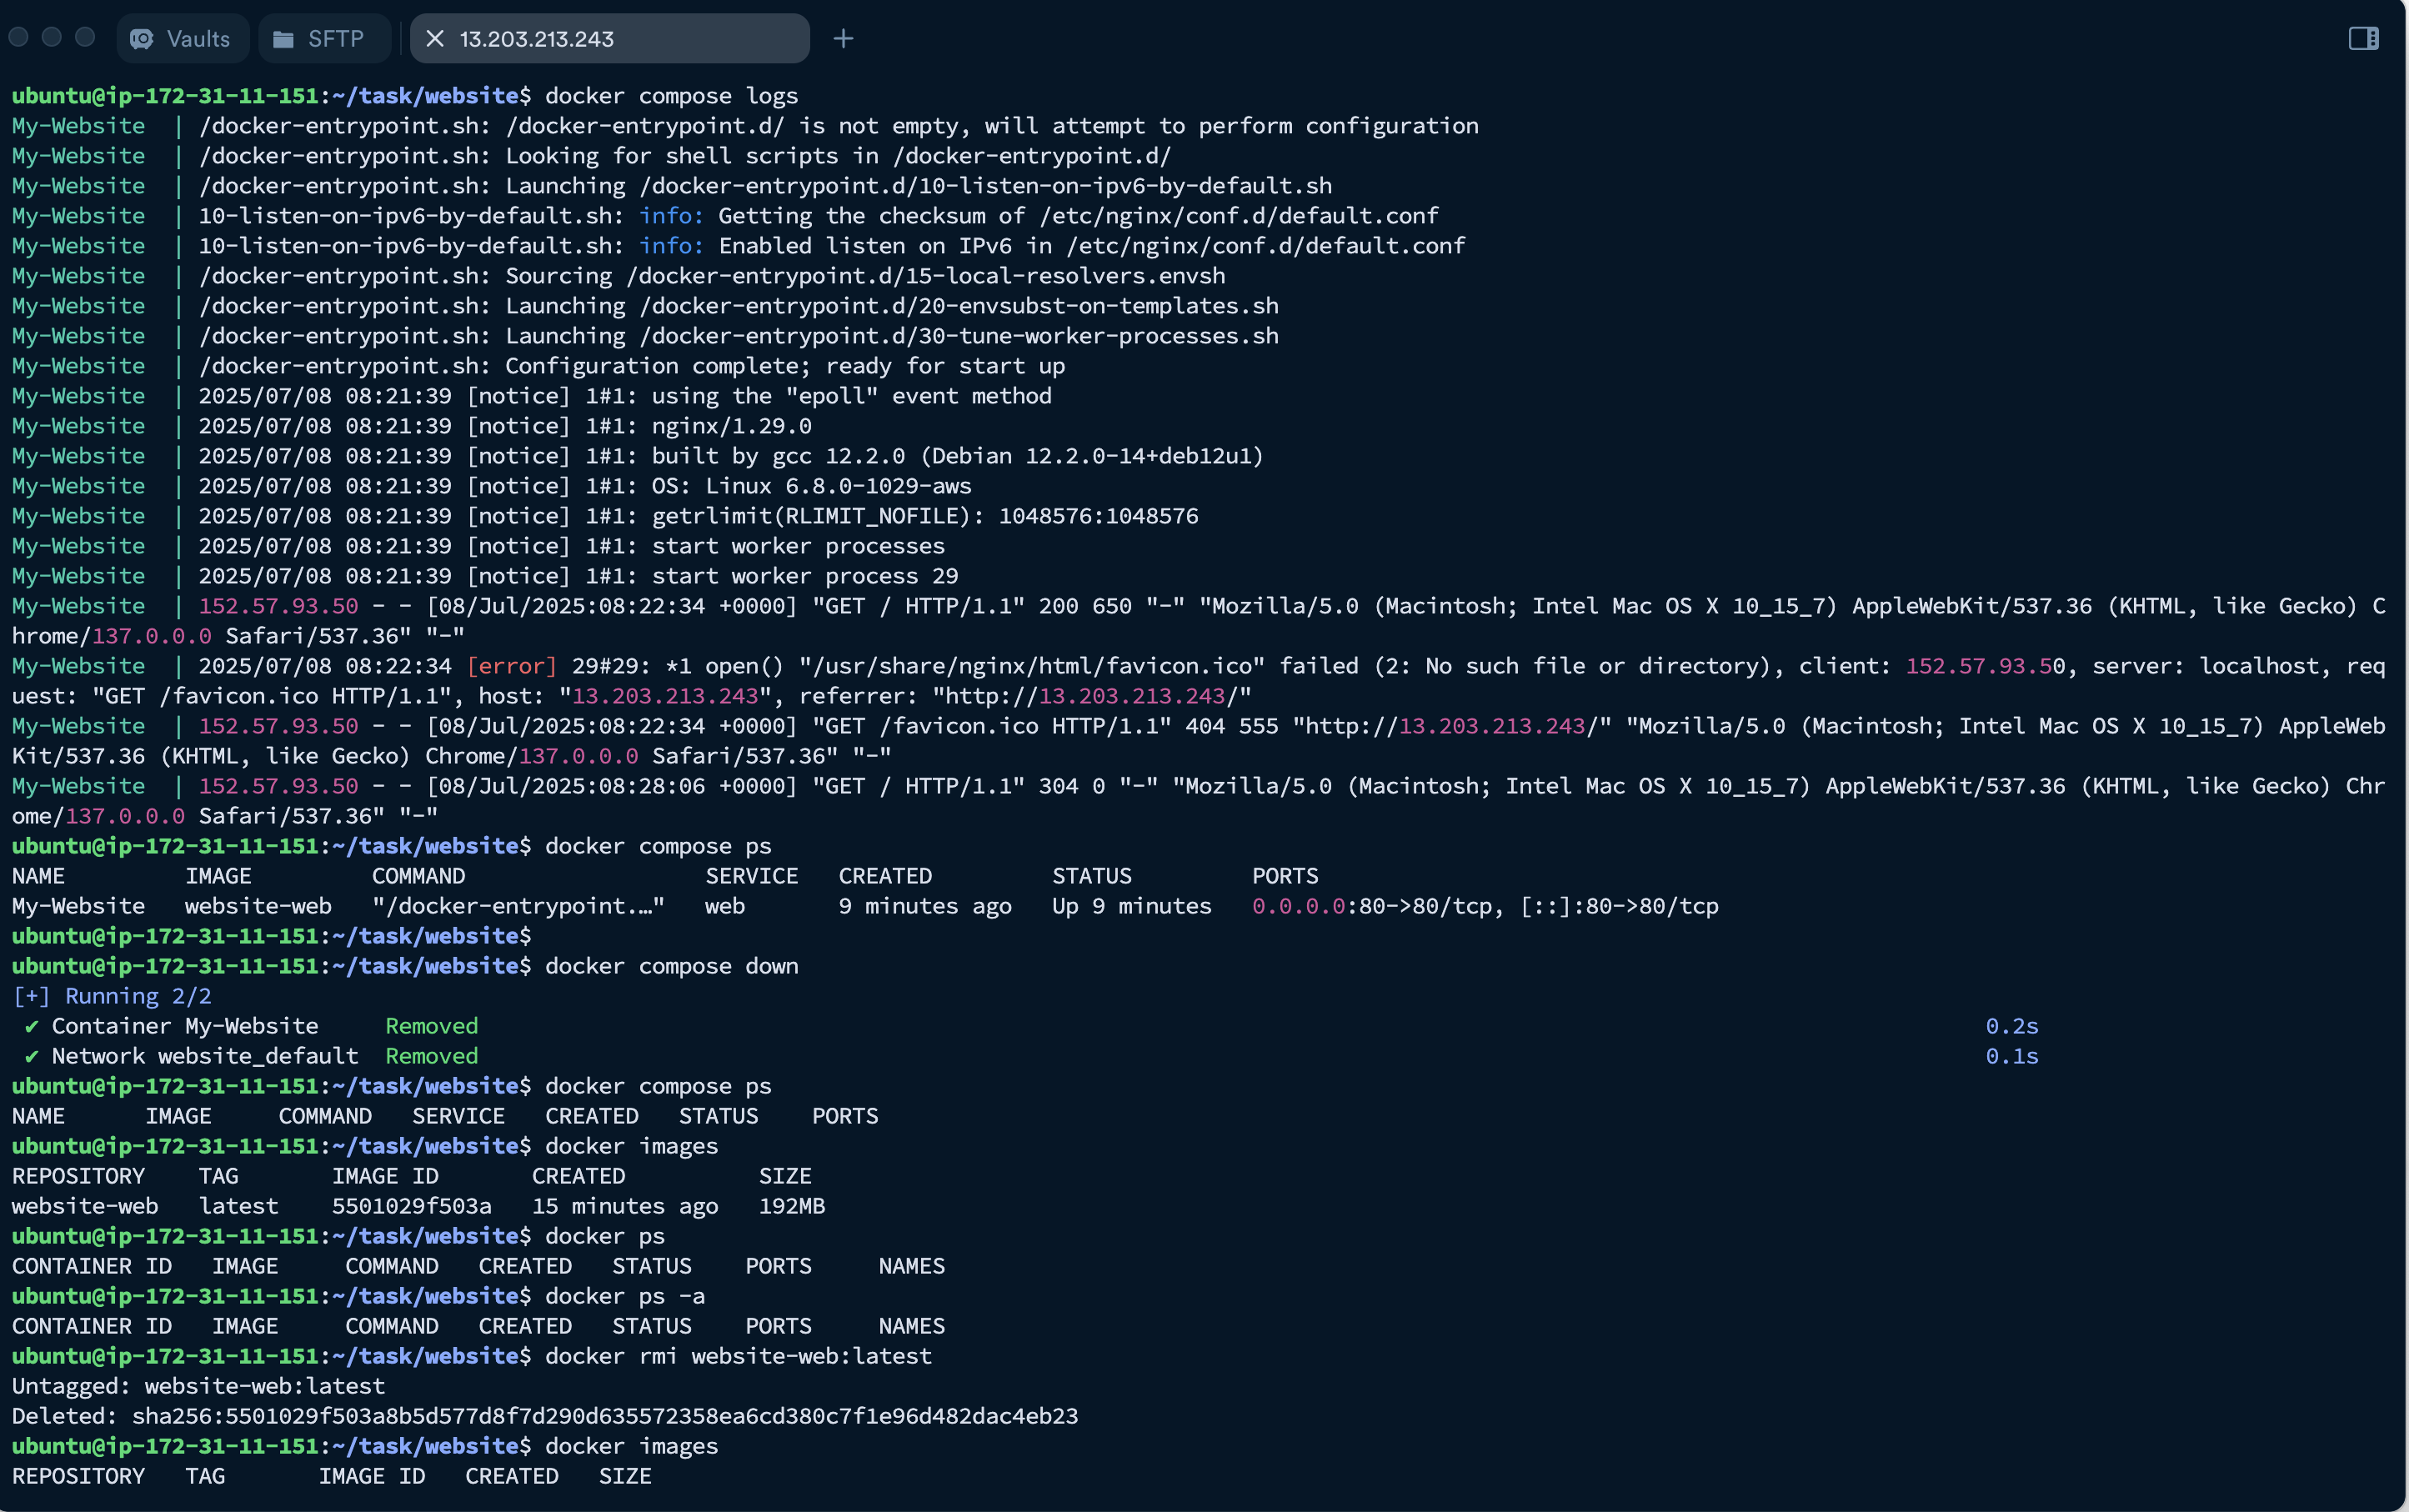 Vaults SFTP 13.203.213.243
ubuntu@ip-172-31-11-151:~/task/website$ docker compose logs
My-Website  | /docker-entrypoint.sh: /docker-entrypoint.d/ is not empty, will attempt to perform configuration
My-Website  | /docker-entrypoint.sh: Looking for shell scripts in /docker-entrypoint.d/
My-Website  | /docker-entrypoint.sh: Launching /docker-entrypoint.d/10-listen-on-ipv6-by-default.sh
My-Website  | 10-listen-on-ipv6-by-default.sh: info: Getting the checksum of /etc/nginx/conf.d/default.conf
My-Website  | 10-listen-on-ipv6-by-default.sh: info: Enabled listen on IPv6 in /etc/nginx/conf.d/default.conf
My-Website  | /docker-entrypoint.sh: Sourcing /docker-entrypoint.d/15-local-resolvers.envsh
My-Website  | /docker-entrypoint.sh: Launching /docker-entrypoint.d/20-envsubst-on-templates.sh
My-Website  | /docker-entrypoint.sh: Launching /docker-entrypoint.d/30-tune-worker-processes.sh
My-Website  | /docker-entrypoint.sh: Configuration complete; ready for start up
My-Website  | 2025/07/08 08:21:39 [notice] 1#1: using the "epoll" event method
My-Website  | 2025/07/08 08:21:39 [notice] 1#1: nginx/1.29.0
My-Website  | 2025/07/08 08:21:39 [notice] 1#1: built by gcc 12.2.0 (Debian 12.2.0-14+deb12u1)
My-Website  | 2025/07/08 08:21:39 [notice] 1#1: OS: Linux 6.8.0-1029-aws
My-Website  | 2025/07/08 08:21:39 [notice] 1#1: getrlimit(RLIMIT_NOFILE): 1048576:1048576
My-Website  | 2025/07/08 08:21:39 [notice] 1#1: start worker processes
My-Website  | 2025/07/08 08:21:39 [notice] 1#1: start worker process 29
My-Website  | 152.57.93.50 - - [08/Jul/2025:08:22:34 +0000] "GET / HTTP/1.1" 200 650 "-" "Mozilla/5.0 (Macintosh; Intel Mac OS X 10_15_7) AppleWebKit/537.36 (KHTML, like Gecko) C
hrome/137.0.0.0 Safari/537.36" "-"
My-Website  | 2025/07/08 08:22:34 [error] 29#29: *1 open() "/usr/share/nginx/html/favicon.ico" failed (2: No such file or directory), client: 152.57.93.50, server: localhost, req
uest: "GET /favicon.ico HTTP/1.1", host: "13.203.213.243", referrer: "http://13.203.213.243/"
My-Website  | 152.57.93.50 - - [08/Jul/2025:08:22:34 +0000] "GET /favicon.ico HTTP/1.1" 404 555 "http://13.203.213.243/" "Mozilla/5.0 (Macintosh; Intel Mac OS X 10_15_7) AppleWeb
Kit/537.36 (KHTML, like Gecko) Chrome/137.0.0.0 Safari/537.36" "-"
My-Website  | 152.57.93.50 - - [08/Jul/2025:08:28:06 +0000] "GET / HTTP/1.1" 304 0 "-" "Mozilla/5.0 (Macintosh; Intel Mac OS X 10_15_7) AppleWebKit/537.36 (KHTML, like Gecko) Chr
ome/137.0.0.0 Safari/537.36" "-"
ubuntu@ip-172-31-11-151:~/task/website$ docker compose ps
NAME         IMAGE         COMMAND                  SERVICE   CREATED         STATUS         PORTS
My-Website   website-web   "/docker-entrypoint.…"   web       9 minutes ago   Up 9 minutes   0.0.0.0:80->80/tcp, [::]:80->80/tcp
ubuntu@ip-172-31-11-151:~/task/website$
ubuntu@ip-172-31-11-151:~/task/website$ docker compose down
[+] Running 2/2
 ✔ Container My-Website     Removed 0.2s
 ✔ Network website_default  Removed 0.1s
ubuntu@ip-172-31-11-151:~/task/website$ docker compose ps
NAME      IMAGE     COMMAND   SERVICE   CREATED   STATUS    PORTS
ubuntu@ip-172-31-11-151:~/task/website$ docker images
REPOSITORY    TAG       IMAGE ID       CREATED          SIZE
website-web   latest    5501029f503a   15 minutes ago   192MB
ubuntu@ip-172-31-11-151:~/task/website$ docker ps
CONTAINER ID   IMAGE     COMMAND   CREATED   STATUS    PORTS     NAMES
ubuntu@ip-172-31-11-151:~/task/website$ docker ps -a
CONTAINER ID   IMAGE     COMMAND   CREATED   STATUS    PORTS     NAMES
ubuntu@ip-172-31-11-151:~/task/website$ docker rmi website-web:latest
Untagged: website-web:latest
Deleted: sha256:5501029f503a8b5d577d8f7d290d635572358ea6cd380c7f1e96d482dac4eb23
ubuntu@ip-172-31-11-151:~/task/website$ docker images
REPOSITORY   TAG       IMAGE ID   CREATED   SIZE